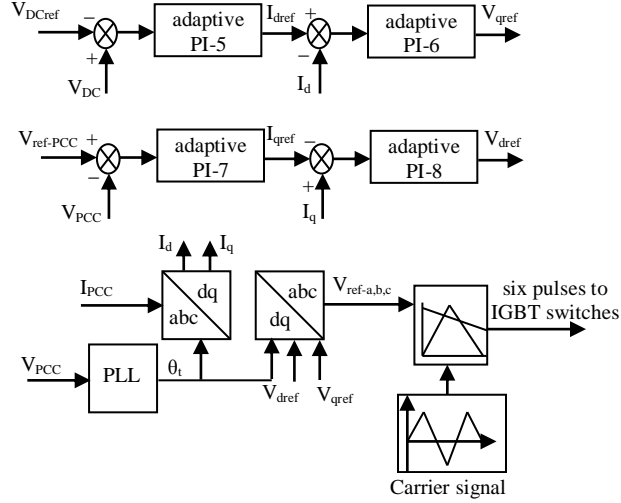 V_DCref − + V_DC adaptive PI-5 I_dref + − I_d adaptive PI-6 V_qref
V_ref-PCC + − V_PCC adaptive PI-7 I_qref − + I_q adaptive PI-8 V_dref
I_d I_q
I_PCC abc dq abc dq V_ref-a,b,c six pulses to
IGBT switches
V_PCC PLL θ_t V_dref V_qref
Carrier signal